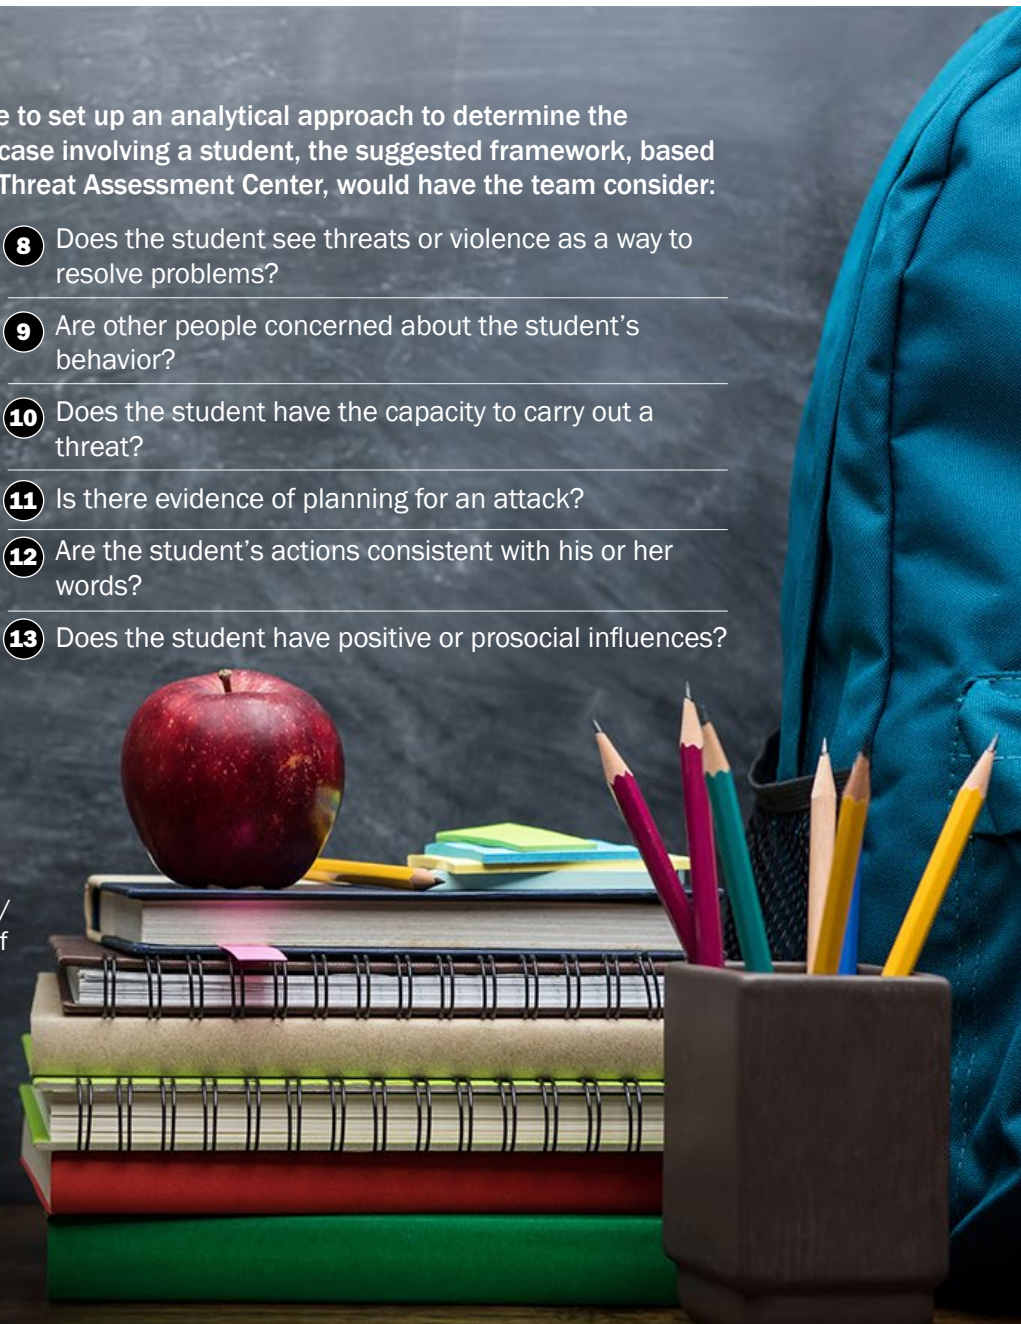 e to set up an analytical approach to determine the
case involving a student, the suggested framework, based
Threat Assessment Center, would have the team consider:
8 Does the student see threats or violence as a way to
resolve problems?
9 Are other people concerned about the student’s
behavior?
10 Does the student have the capacity to carry out a
threat?
11 Is there evidence of planning for an attack?
12 Are the student’s actions consistent with his or her
words?
13 Does the student have positive or prosocial influences?
/
f